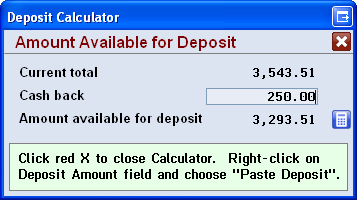 Deposit Calculator
Amount Available for Deposit
Current total 3,543.51
Cash back 250.00
Amount available for deposit 3,293.51
Click red X to close Calculator. Right-click on
Deposit Amount field and choose "Paste Deposit".